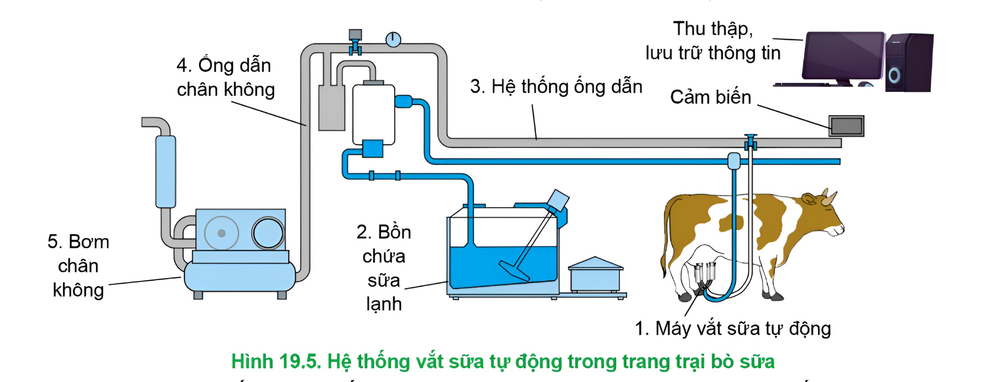 Thu thập,
lưu trữ thông tin
4. Ống dẫn
chân không
3. Hệ thống ống dẫn
Cảm biến
5. Bơm
chân
không
2. Bồn
chứa
sữa
lạnh
1. Máy vắt sữa tự động
Hình 19.5. Hệ thống vắt sữa tự động trong trang trại bò sữa